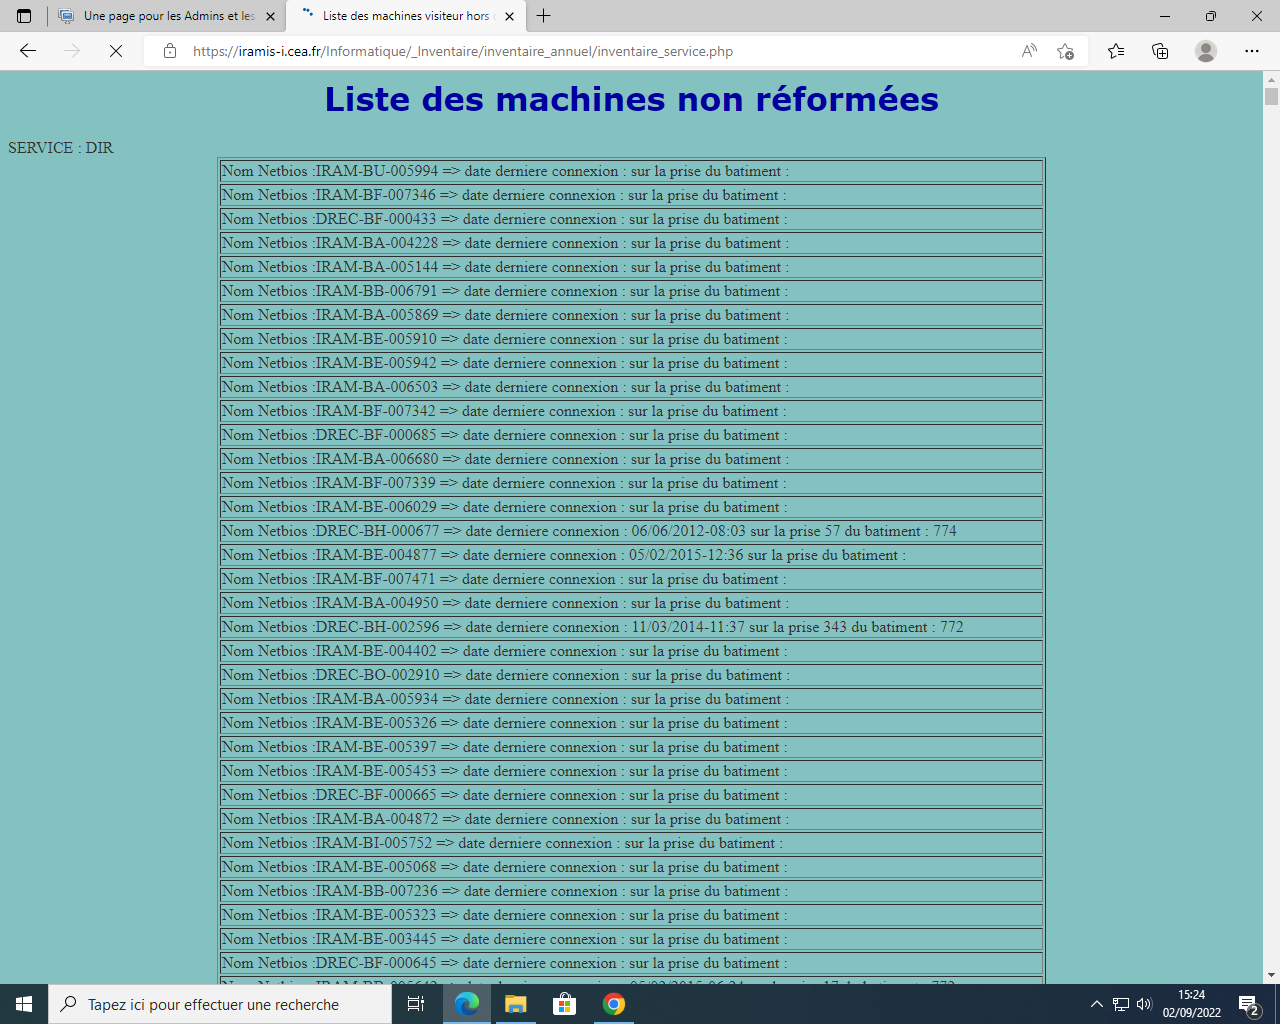 Une page pour les Admins et les
Liste des machines visiteur hors
https://iramis-i.cea.fr/Informatique/_Inventaire/inventaire_annuel/inventaire_service.php
Liste des machines non réformées
SERVICE : DIR
Nom Netbios :IRAM-BU-005994 => date derniere connexion : sur la prise du batiment :
Nom Netbios :IRAM-BF-007346 => date derniere connexion : sur la prise du batiment :
Nom Netbios :DREC-BF-000433 => date derniere connexion : sur la prise du batiment :
Nom Netbios :IRAM-BA-004228 => date derniere connexion : sur la prise du batiment :
Nom Netbios :IRAM-BA-005144 => date derniere connexion : sur la prise du batiment :
Nom Netbios :IRAM-BB-006791 => date derniere connexion : sur la prise du batiment :
Nom Netbios :IRAM-BA-005869 => date derniere connexion : sur la prise du batiment :
Nom Netbios :IRAM-BE-005910 => date derniere connexion : sur la prise du batiment :
Nom Netbios :IRAM-BE-005942 => date derniere connexion : sur la prise du batiment :
Nom Netbios :IRAM-BA-006503 => date derniere connexion : sur la prise du batiment :
Nom Netbios :IRAM-BF-007342 => date derniere connexion : sur la prise du batiment :
Nom Netbios :DREC-BF-000685 => date derniere connexion : sur la prise du batiment :
Nom Netbios :IRAM-BA-006680 => date derniere connexion : sur la prise du batiment :
Nom Netbios :IRAM-BF-007339 => date derniere connexion : sur la prise du batiment :
Nom Netbios :IRAM-BE-006029 => date derniere connexion : sur la prise du batiment :
Nom Netbios :DREC-BH-000677 => date derniere connexion : 06/06/2012-08:03 sur la prise 57 du batiment : 774
Nom Netbios :IRAM-BE-004877 => date derniere connexion : 05/02/2015-12:36 sur la prise du batiment :
Nom Netbios :IRAM-BF-007471 => date derniere connexion : sur la prise du batiment :
Nom Netbios :IRAM-BA-004950 => date derniere connexion : sur la prise du batiment :
Nom Netbios :DREC-BH-002596 => date derniere connexion : 11/03/2014-11:37 sur la prise 343 du batiment : 772
Nom Netbios :IRAM-BE-004402 => date derniere connexion : sur la prise du batiment :
Nom Netbios :DREC-BO-002910 => date derniere connexion : sur la prise du batiment :
Nom Netbios :IRAM-BA-005934 => date derniere connexion : sur la prise du batiment :
Nom Netbios :IRAM-BE-005326 => date derniere connexion : sur la prise du batiment :
Nom Netbios :IRAM-BE-005397 => date derniere connexion : sur la prise du batiment :
Nom Netbios :IRAM-BE-005453 => date derniere connexion : sur la prise du batiment :
Nom Netbios :DREC-BF-000665 => date derniere connexion : sur la prise du batiment :
Nom Netbios :IRAM-BA-004872 => date derniere connexion : sur la prise du batiment :
Nom Netbios :IRAM-BI-005752 => date derniere connexion : sur la prise du batiment :
Nom Netbios :IRAM-BE-005068 => date derniere connexion : sur la prise du batiment :
Nom Netbios :IRAM-BB-007236 => date derniere connexion : sur la prise du batiment :
Nom Netbios :IRAM-BE-005323 => date derniere connexion : sur la prise du batiment :
Nom Netbios :IRAM-BE-003445 => date derniere connexion : sur la prise du batiment :
Nom Netbios :DREC-BF-000645 => date derniere connexion : sur la prise du batiment :
Tapez ici pour effectuer une recherche
15:24
02/09/2022
2